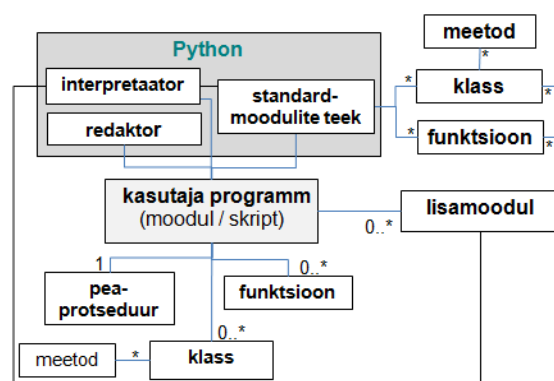 Python
interpretaator
redaktor
standard-
moodulite teek
meetod
*
*
klass
*
*
funktsioon
*
kasutaja programm
(moodul / skript)
0..*
lisamoodul
1
pea-
protseduur
0..*
funktsioon
0..*
meetod
*
klass